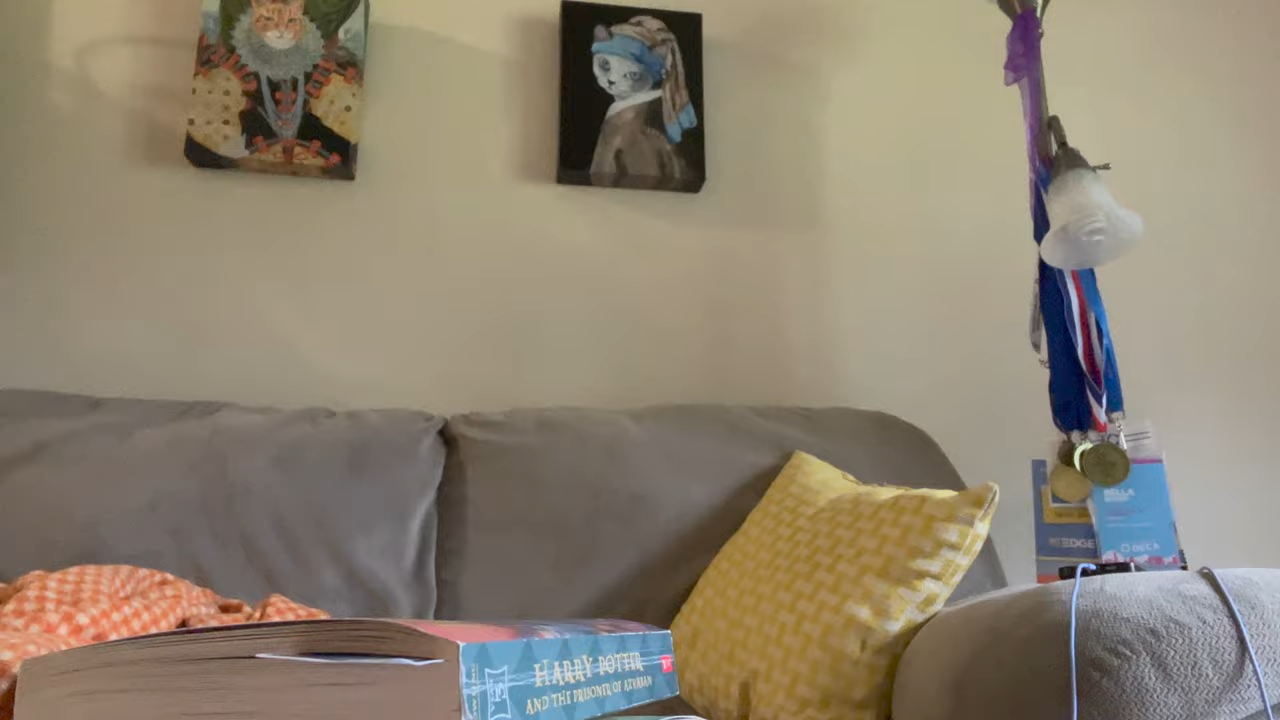 EDGE
BELLA
DECA
HARRY POTTER
AND THE PRISONER OF AZKABAN